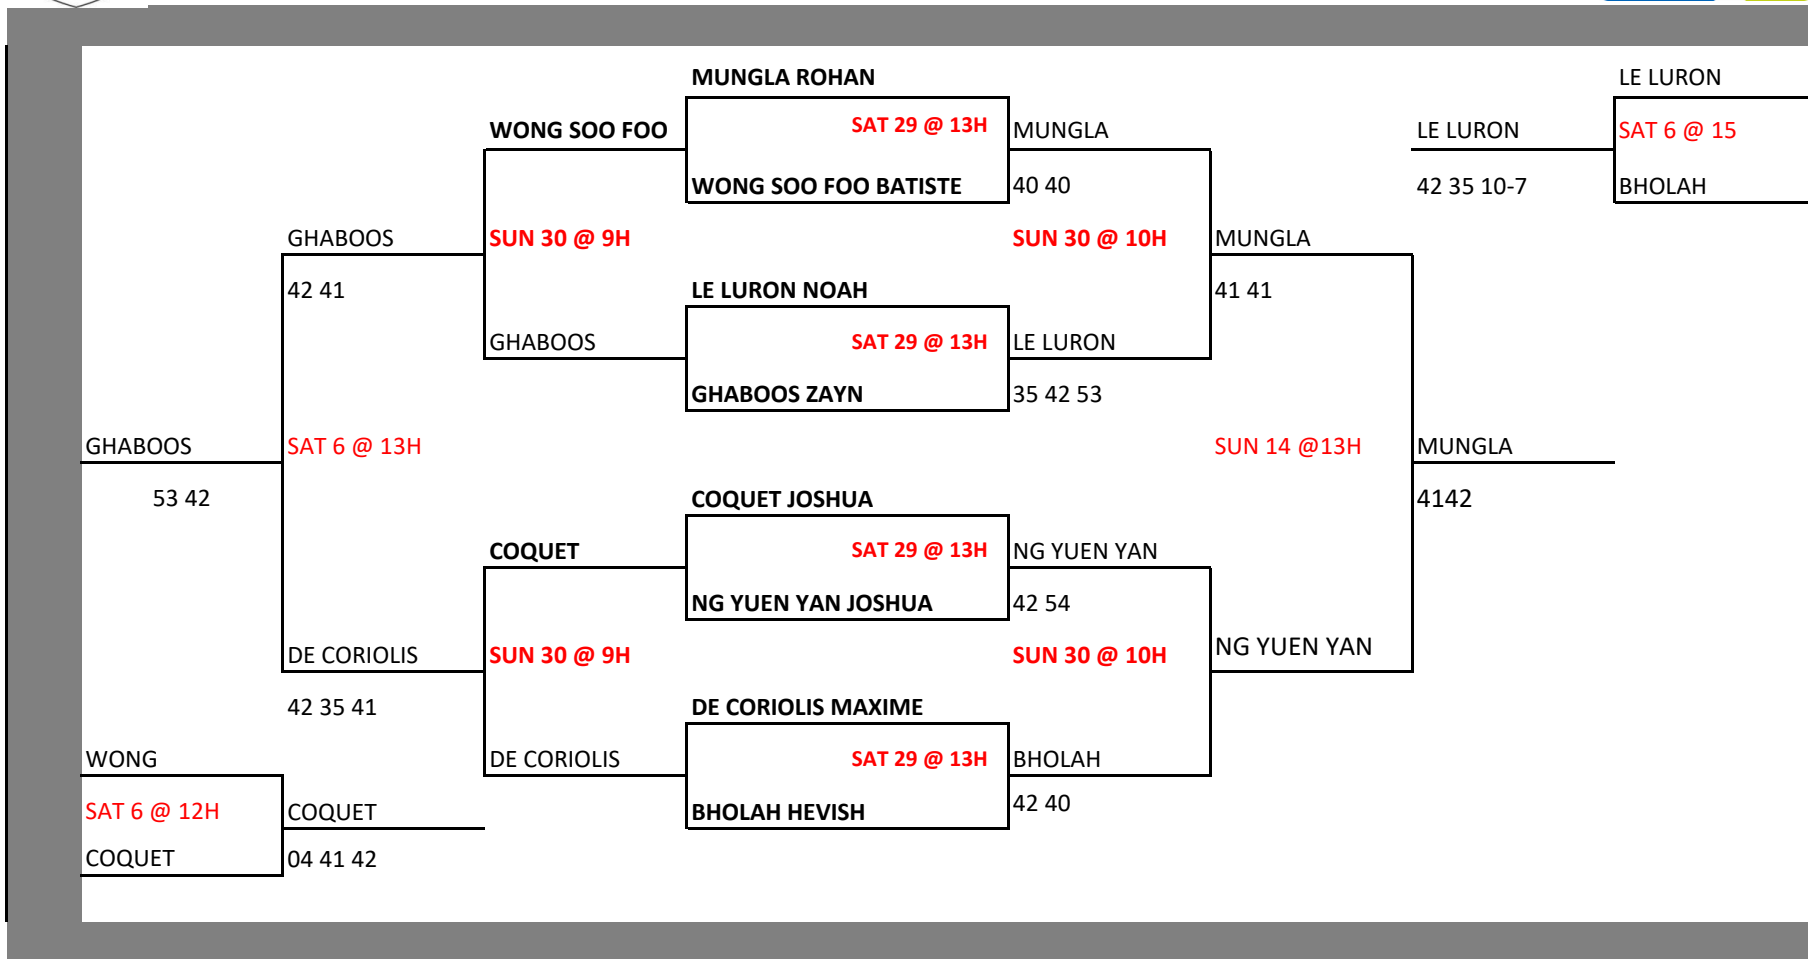 MUNGLA ROHAN
LE LURON
WONG SOO FOO
SAT 29 @ 13H
MUNGLA
LE LURON
SAT 6 @ 15
WONG SOO FOO BATISTE
40 40
42 35 10-7
BHOLAH
GHABOOS
SUN 30 @ 9H
SUN 30 @ 10H
MUNGLA
42 41
LE LURON NOAH
41 41
GHABOOS
SAT 29 @ 13H
LE LURON
GHABOOS ZAYN
35 42 53
GHABOOS
SAT 6 @ 13H
SUN 14 @13H
MUNGLA
53 42
COQUET JOSHUA
4142
COQUET
SAT 29 @ 13H
NG YUEN YAN
NG YUEN YAN JOSHUA
42 54
DE CORIOLIS
SUN 30 @ 9H
SUN 30 @ 10H
NG YUEN YAN
42 35 41
DE CORIOLIS MAXIME
WONG
DE CORIOLIS
SAT 29 @ 13H
BHOLAH
SAT 6 @ 12H
COQUET
BHOLAH HEVISH
42 40
COQUET
04 41 42